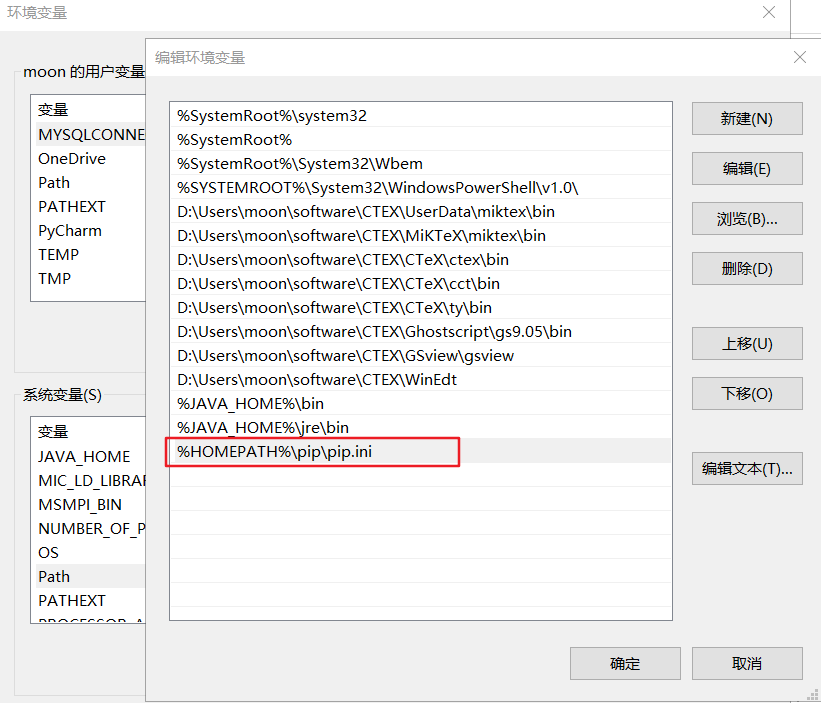 环境变量
编辑环境变量
moon 的用户变量
变量
MYSQLCONNE
OneDrive
Path
PATHEXT
PyCharm
TEMP
TMP
系统变量(S)
变量
JAVA_HOME
MIC_LD_LIBRAR
MSMPI_BIN
NUMBER_OF_P
OS
Path
PATHEXT
PROCESSOR_A
%SystemRoot%\system32
%SystemRoot%
%SystemRoot%\System32\Wbem
%SYSTEMROOT%\System32\WindowsPowerShell\v1.0\
D:\Users\moon\software\CTEX\UserData\miktex\bin
D:\Users\moon\software\CTEX\MiKTeX\miktex\bin
D:\Users\moon\software\CTEX\CTeX\ctex\bin
D:\Users\moon\software\CTEX\CTeX\cct\bin
D:\Users\moon\software\CTEX\CTeX\ty\bin
D:\Users\moon\software\CTEX\Ghostscript\gs9.05\bin
D:\Users\moon\software\CTEX\GSview\gsview
D:\Users\moon\software\CTEX\WinEdt
%JAVA_HOME%\bin
%JAVA_HOME%\jre\bin
%HOMEPATH%\pip\pip.ini
新建(N)
编辑(E)
浏览(B)...
删除(D)
上移(U)
下移(O)
编辑文本(T)...
确定
取消